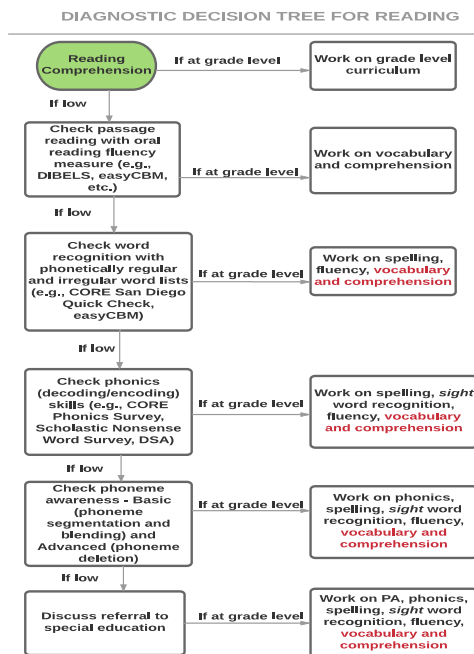 DIAGNOSTIC DECISION TREE FOR READING
Reading
Comprehension
If at grade level
Work on grade level
curriculum
If low
Check passage
reading with oral
reading fluency
measure (e.g.,
DIBELS, easyCBM,
etc.)
If at grade level
Work on vocabulary
and comprehension
If low
Check word
recognition with
phonetically regular
and irregular word lists
(e.g., CORE San Diego
Quick Check,
easyCBM)
If at grade level
Work on spelling,
fluency, vocabulary
and comprehension
If low
Check phonics
(decoding/encoding)
skills (e.g., CORE
Phonics Survey,
Scholastic Nonsense
Word Survey, DSA)
If at grade level
Work on spelling, sight
word recognition,
fluency, vocabulary
and comprehension
If low
Check phoneme
awareness - Basic
(phoneme
segmentation and
blending) and
Advanced (phoneme
deletion)
If at grade level
Work on phonics,
spelling, sight word
recognition, fluency,
vocabulary and
comprehension
If low
Discuss referral to
special education
If at grade level
Work on PA, phonics,
spelling, sight word
recognition, fluency,
vocabulary and
comprehension